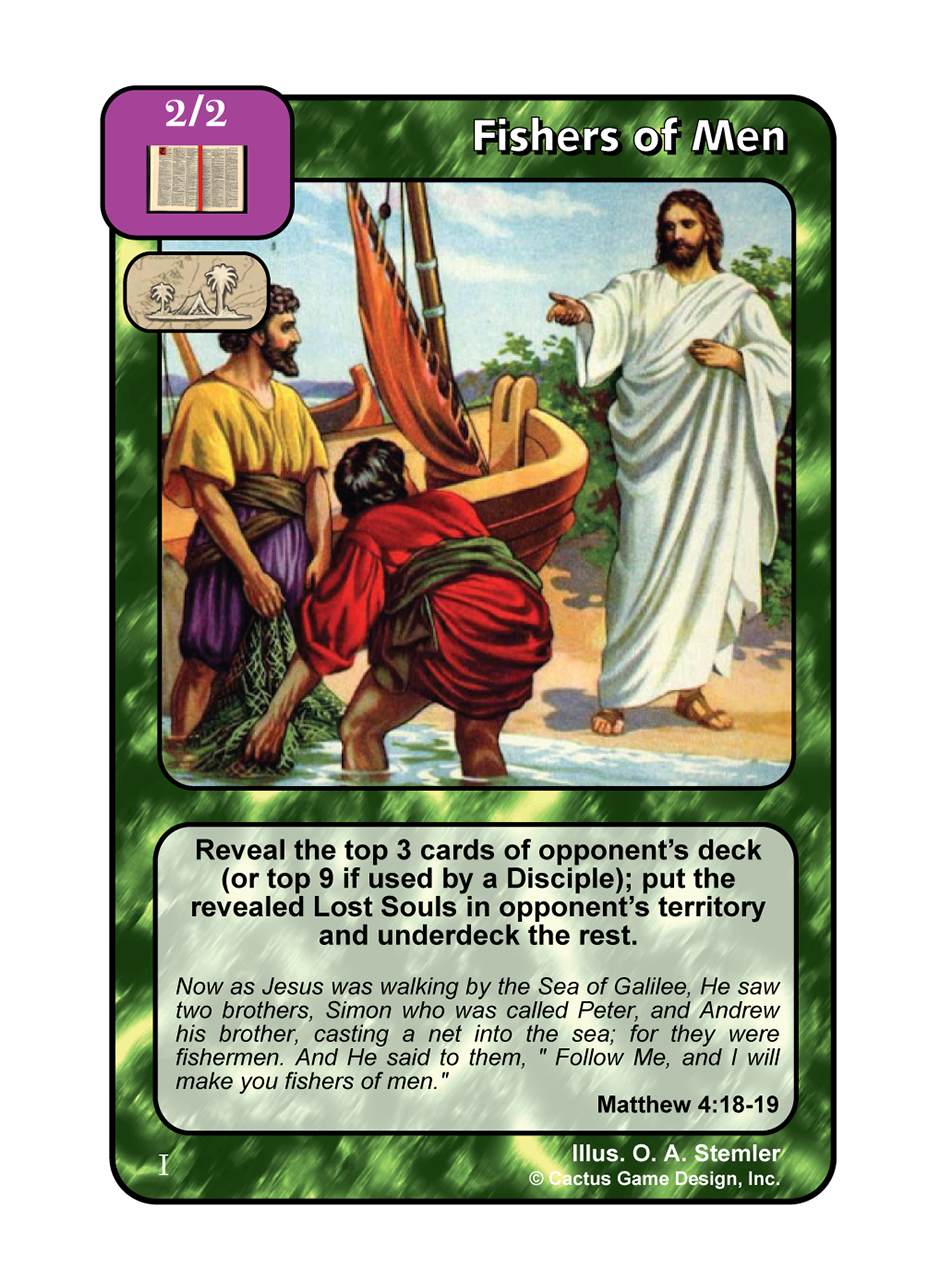 2/2
Fishers of Men
Reveal the top 3 cards of opponent’s deck
(or top 9 if used by a Disciple); put the
revealed Lost Souls in opponent’s territory
and underdeck the rest.
Now as Jesus was walking by the Sea of Galilee, He saw
two brothers, Simon who was called Peter, and Andrew
his brother, casting a net into the sea; for they were
fishermen. And He said to them, " Follow Me, and I will
make you fishers of men."
Matthew 4:18-19
I
Illus. O. A. Stemler
© Cactus Game Design, Inc.